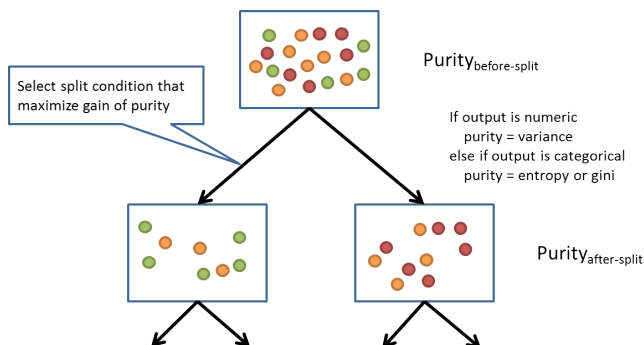 Purity before-split
Select split condition that
maximize gain of purity
If output is numeric
purity = variance
else if output is categorical
purity = entropy or gini
Purity after-split